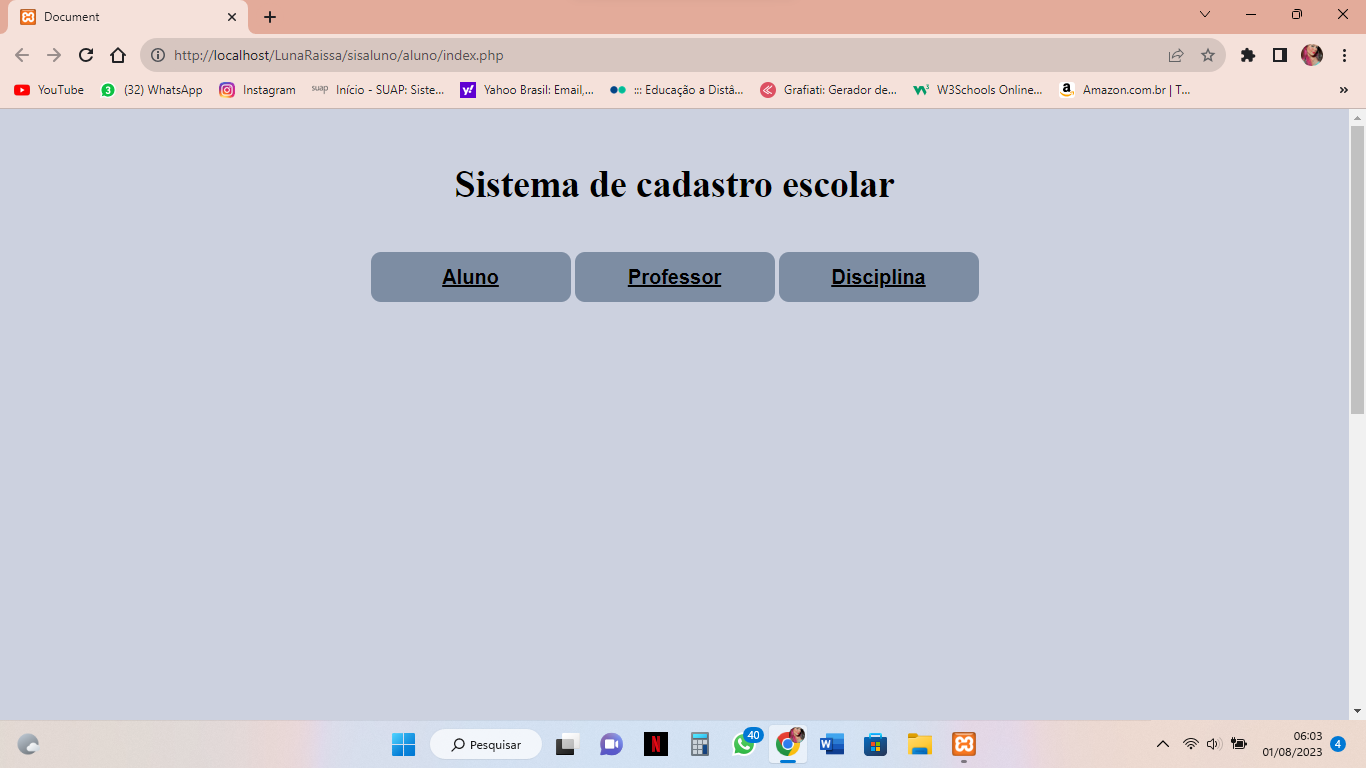 Document
http://localhost/LunaRaissa/sisaluno/aluno/index.php
YouTube
3 (32) WhatsApp
Instagram
suap Início - SUAP: Siste...
Yahoo Brasil: Email,...
::: Educação a Distâ...
Grafiati: Gerador de...
W3Schools Online...
Amazon.com.br | T...
»
Sistema de cadastro escolar
Aluno Professor Disciplina
Pesquisar
40
06:03
01/08/2023
4